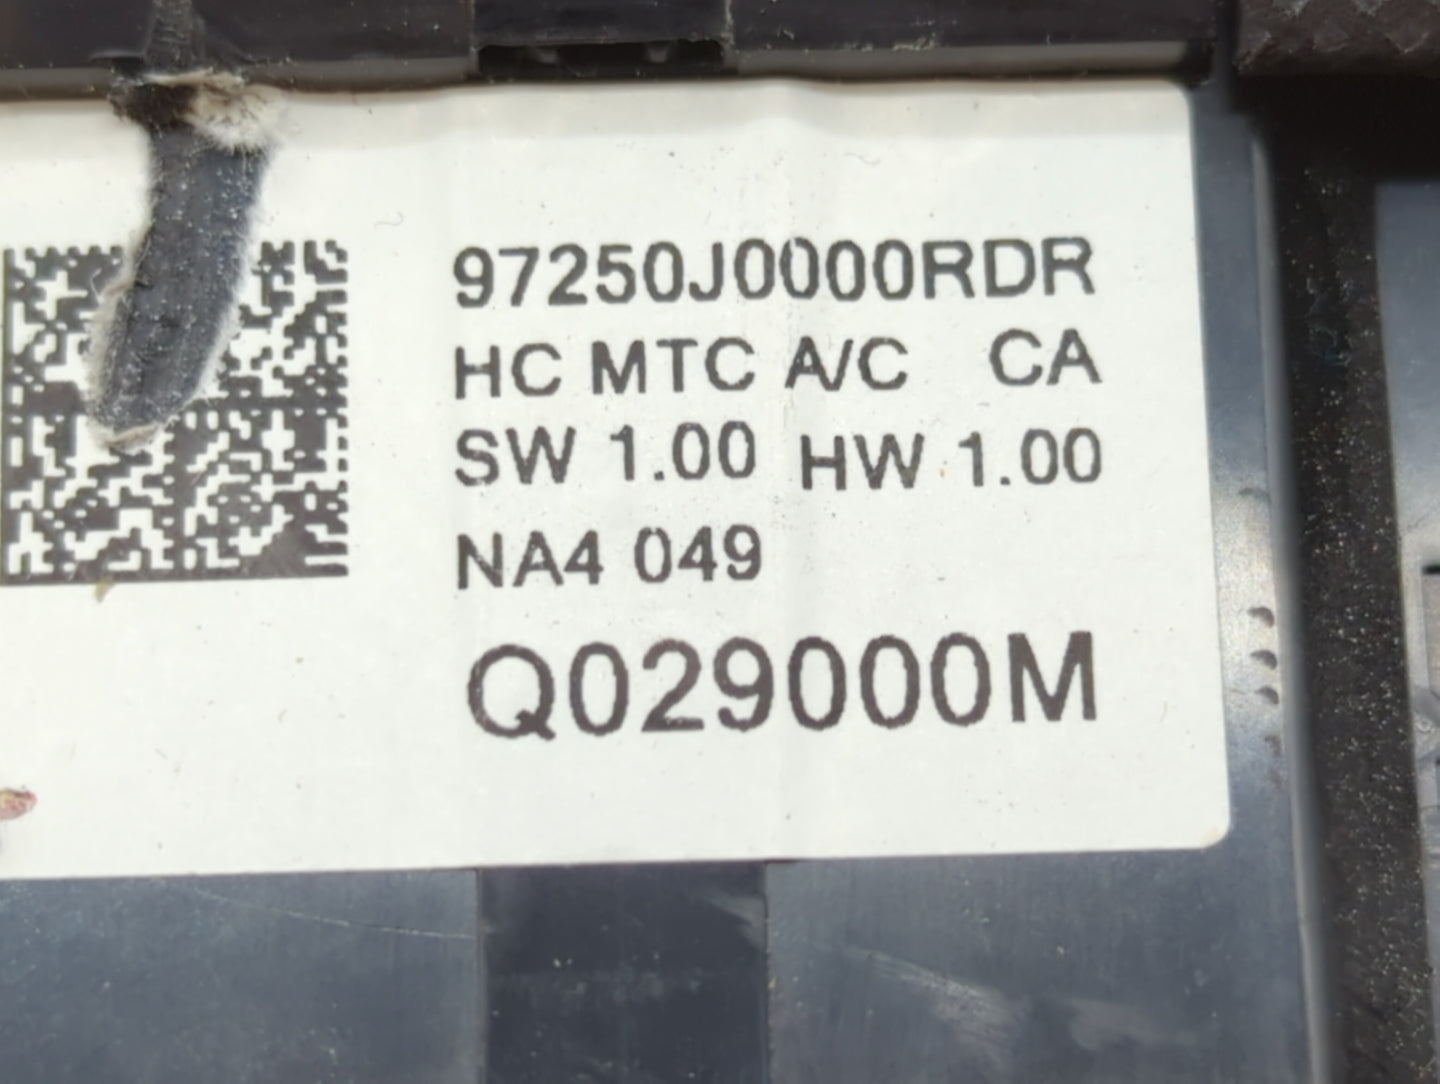 97250J0000RDR
HC MTC A/C CA
SW 1.00 HW 1.00
NA4 049
Q029000M